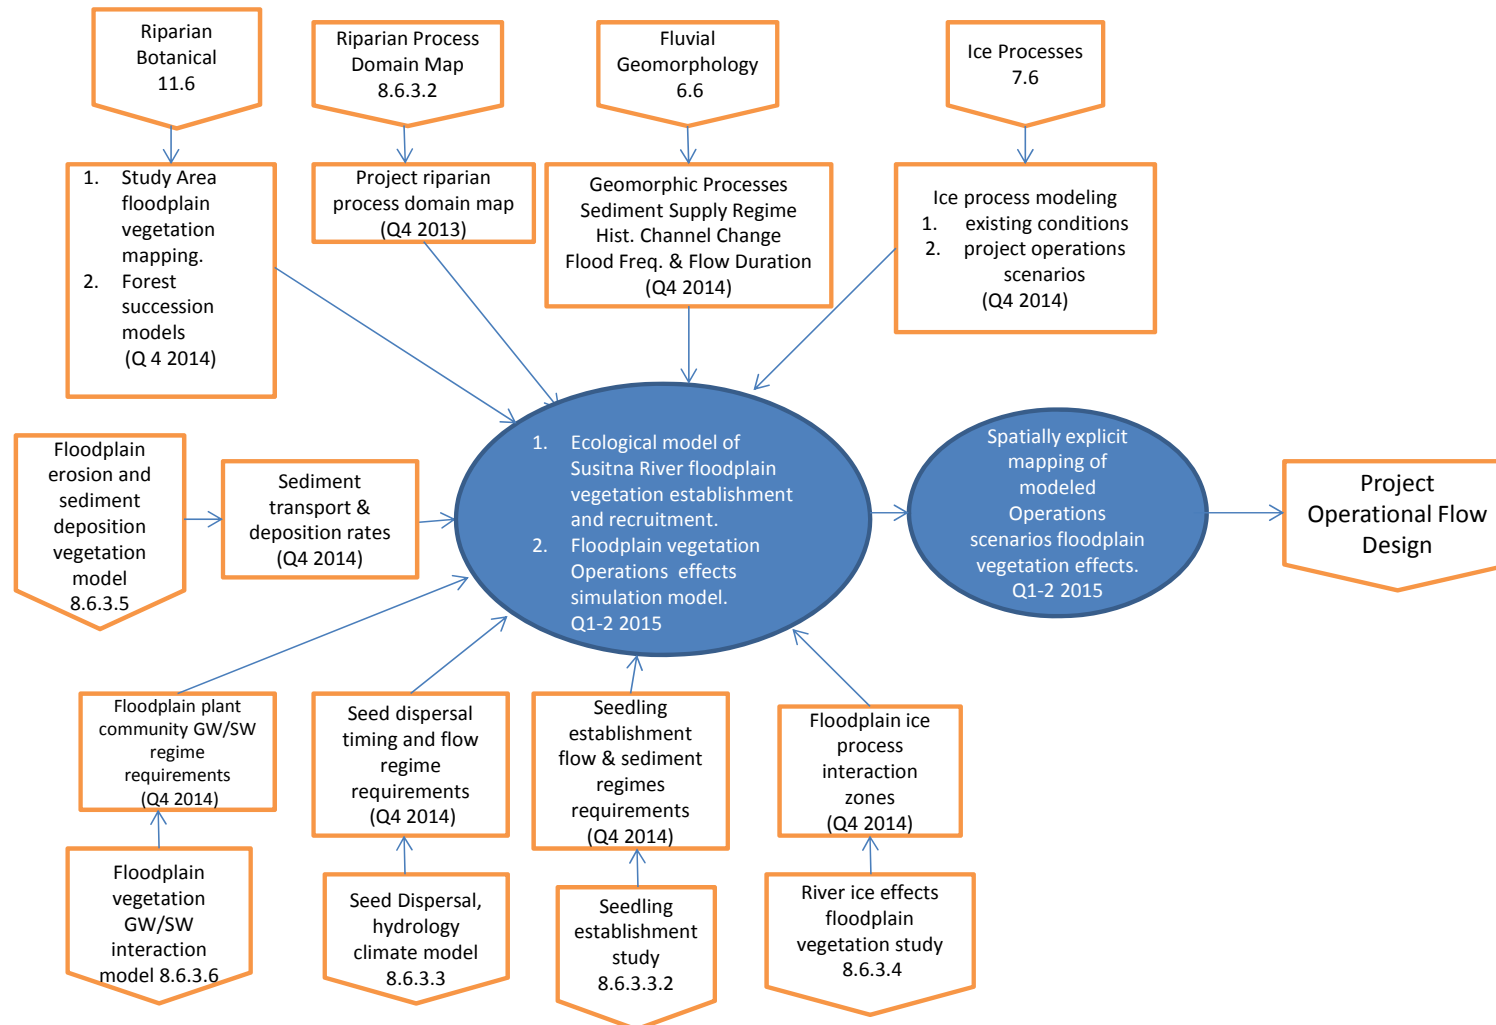 Riparian
Botanical
11.6
Riparian Process
Domain Map
8.6.3.2
Fluvial
Geomorphology
6.6
Ice Processes
7.6
1. Study Area
floodplain
vegetation
mapping.
2. Forest
succession
models
(Q 4 2014)
Project riparian
process domain map
(Q4 2013)
Geomorphic Processes
Sediment Supply Regime
Hist. Channel Change
Flood Freq. & Flow Duration
(Q4 2014)
Ice process modeling
1. existing conditions
2. project operations
scenarios
(Q4 2014)
Floodplain
erosion and
sediment
deposition
vegetation
model
8.6.3.5
Sediment
transport &
deposition rates
(Q4 2014)
1. Ecological model of
Susitna River floodplain
vegetation establishment
and recruitment.
2. Floodplain vegetation
Operations effects
simulation model.
Q1-2 2015
Spatially explicit
mapping of
modeled
Operations
scenarios floodplain
vegetation effects.
Q1-2 2015
Project
Operational Flow
Design
Floodplain plant
community GW/SW
regime
requirements
(Q4 2014)
Seed dispersal
timing and flow
regime
requirements
(Q4 2014)
Seedling
establishment
flow & sediment
regimes
requirements
(Q4 2014)
Floodplain ice
process
interaction
zones
(Q4 2014)
Floodplain
vegetation
GW/SW
interaction
model 8.6.3.6
Seed Dispersal,
hydrology
climate model
8.6.3.3
Seedling
establishment
study
8.6.3.3.2
River ice effects
floodplain
vegetation study
8.6.3.4